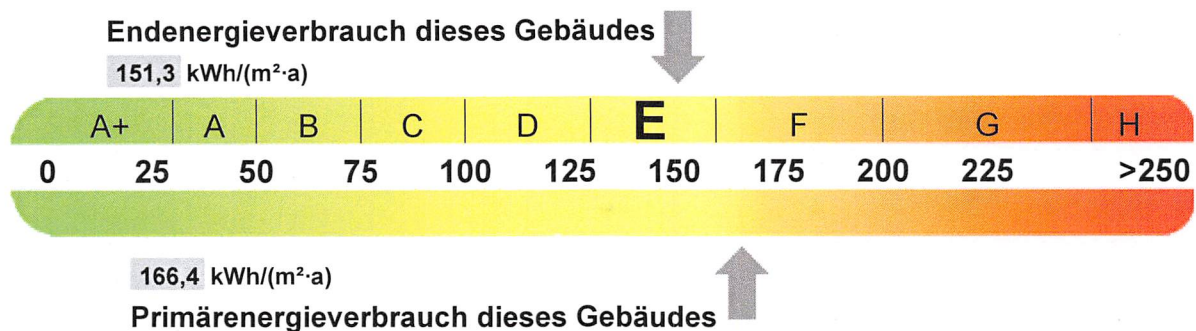 Endenergieverbrauch dieses Gebäudes
151,3 kWh/(m²·a)
A+ A B C D E F G H
0 25 50 75 100 125 150 175 200 225 >250
166,4 kWh/(m²·a)
Primärenergieverbrauch dieses Gebäudes